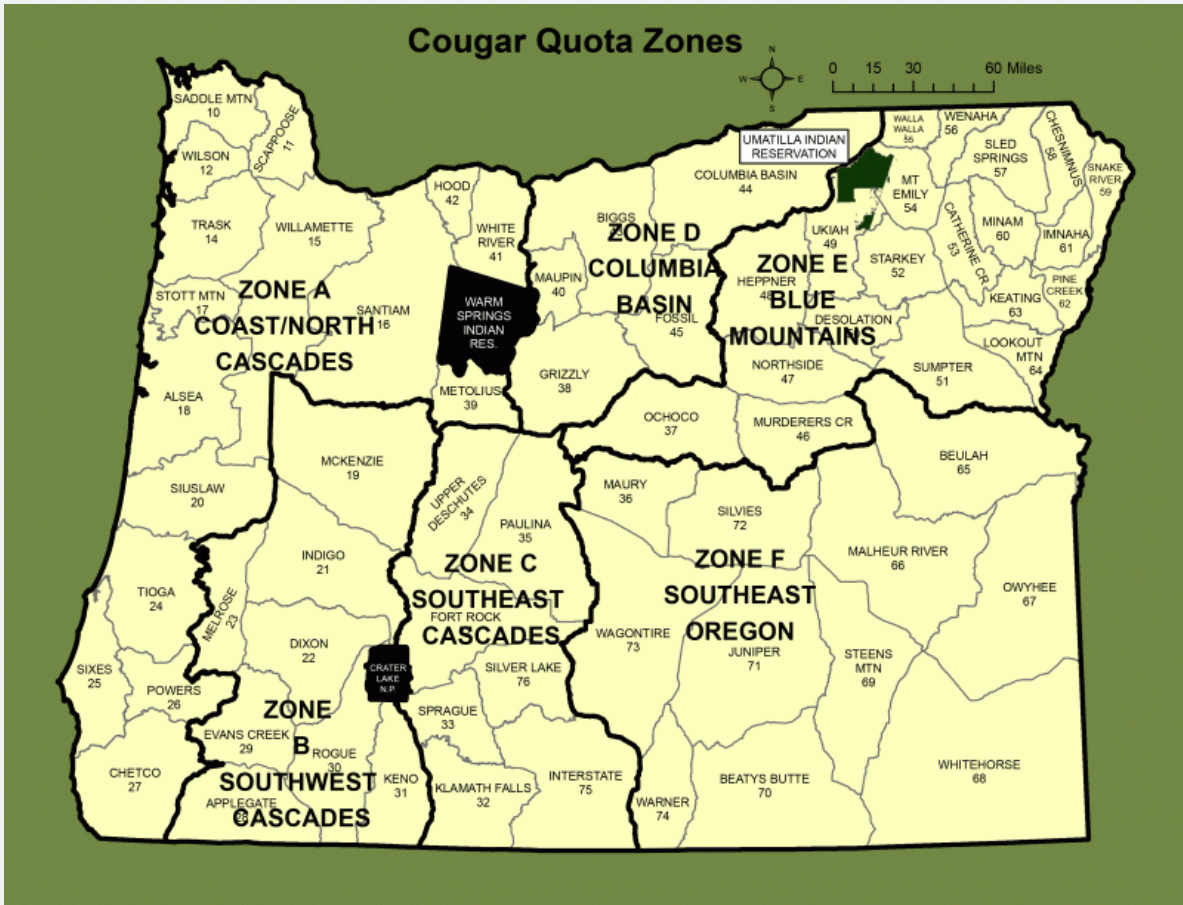 Cougar Quota Zones
N
W
E
S
0 15 30 60 Miles
SADDLE MTN
10
SCAPPOOSE
11
WILSON
12
TRASK
14
WILLAMETTE
15
STOTT MTN
17
ZONE A
COAST/NORTH
CASCADES
SANTIAM
16
ALSEA
18
SIUSLAW
20
TIOGA
24
SIXES
25
POWERS
26
CHETCO
27
HOOD
42
WHITE
RIVER
41
WARM
SPRINGS
INDIAN
RES.
METOLIUS
39
MCKENZIE
19
INDIGO
21
MELROSE
23
DIXON
22
CRATER
LAKE
N.P.
ZONE
B
SOUTHWEST
CASCADES
EVANS CREEK
29
ROGUE
30
APPLEGATE
KENO
31
UPPER
DESCHUTES
34
PAULINA
35
ZONE C
SOUTHEAST
CASCADES
FORT ROCK
SILVER LAKE
76
SPRAGUE
33
KLAMATH FALLS
32
INTERSTATE
75
UMATILLA INDIAN
RESERVATION
COLUMBIA BASIN
44
BIGGS
ZONE D
COLUMBIA
BASIN
MAUPIN
40
FOSSIL
45
GRIZZLY
38
WALLA
WALLA
55
WENAHA
56
SLED
SPRINGS
57
CHESNIMNUS
58
SNAKE
RIVER
59
MT
EMILY
54
CATHERINE CR
53
MINAM
60
IMNAHA
61
UKIAH
49
STARKEY
52
ZONE E
BLUE
MOUNTAINS
HEPPNER
48
DESOLATION
KEATING
63
PINE
CREEK
62
LOOKOUT
MTN
64
SUMPTER
51
NORTHSIDE
47
OCHOCO
37
MURDERERS CR
46
BEULAH
65
MAURY
36
SILVIES
72
MALHEUR RIVER
66
OWYHEE
67
ZONE F
SOUTHEAST
OREGON
WAGONTIRE
73
JUNIPER
71
STEENS
MTN
69
WHITEHORSE
68
BEATYS BUTTE
70
WARNER
74